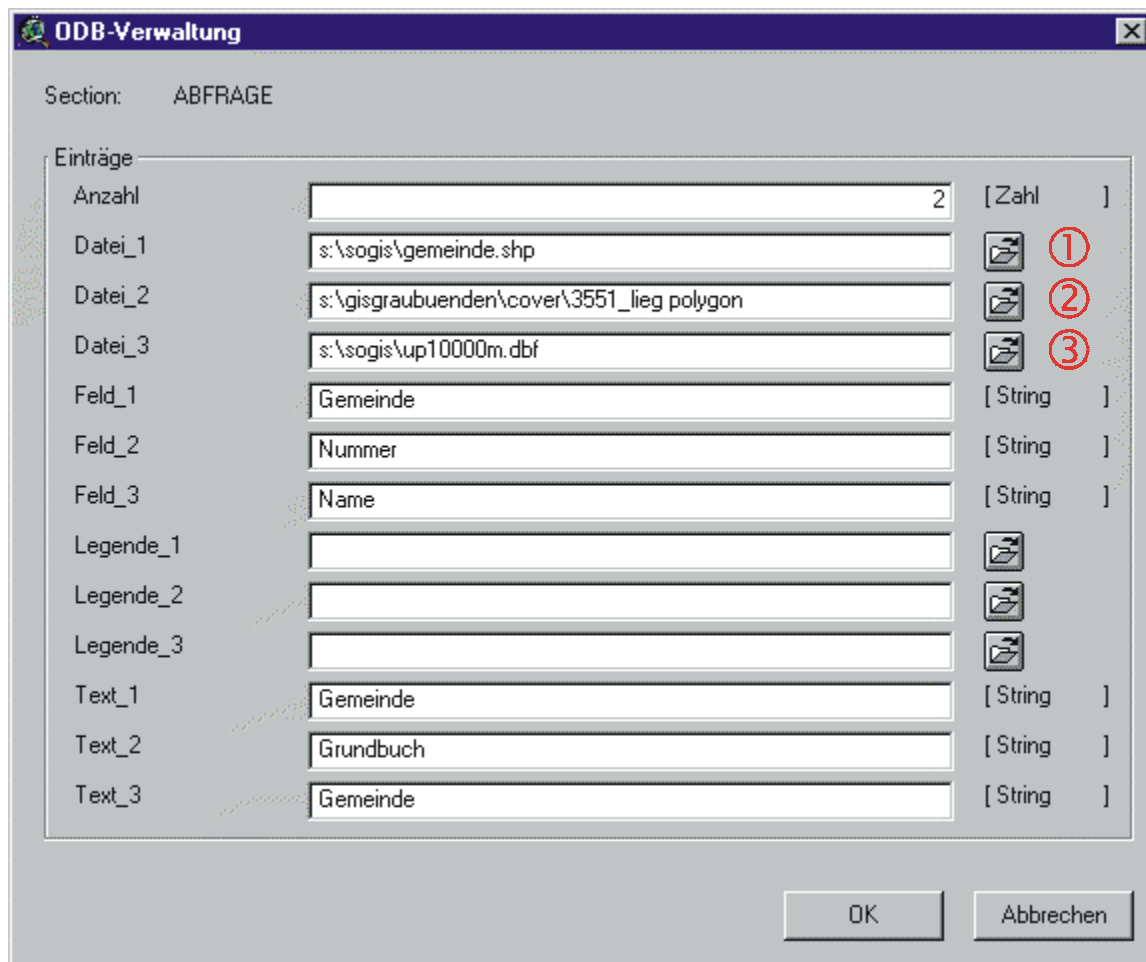 ODB-Verwaltung
Section: ABFRAGE
Einträge
Anzahl 2 [ Zahl ]
Datei_1 s:\sogis\gemeinde.shp ①
Datei_2 s:\gisgraubuenden\cover\3551_lieg polygon ②
Datei_3 s:\sogis\up10000m.dbf ③
Feld_1 Gemeinde [ String ]
Feld_2 Nummer [ String ]
Feld_3 Name [ String ]
Legende_1
Legende_2
Legende_3
Text_1 Gemeinde [ String ]
Text_2 Grundbuch [ String ]
Text_3 Gemeinde [ String ]
OK Abbrechen